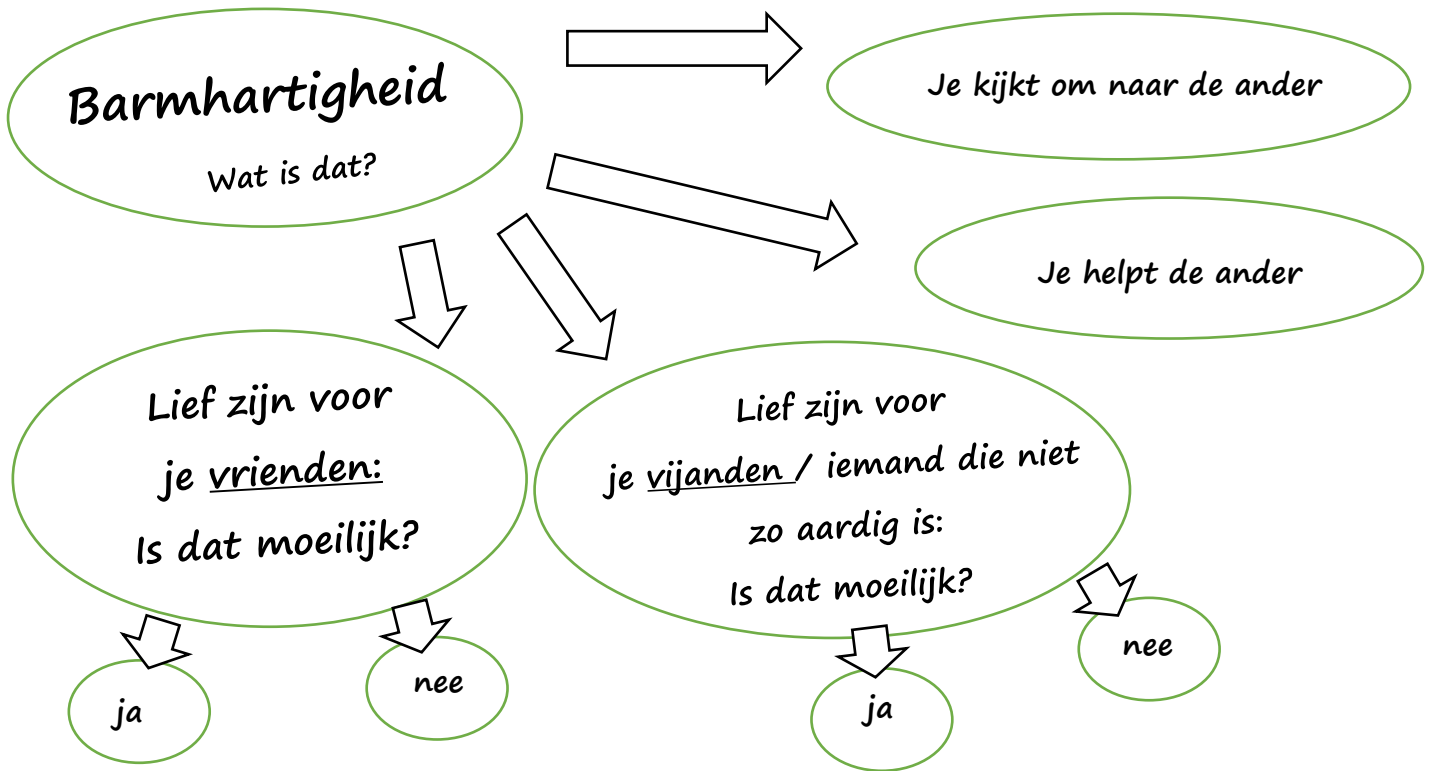 Barmhartigheid
Wat is dat?
Je kijkt om naar de ander
Je helpt de ander
Lief zijn voor
je vrienden:
Is dat moeilijk?
ja
nee
Lief zijn voor
je vijanden / iemand die niet
zo aardig is:
Is dat moeilijk?
ja
nee